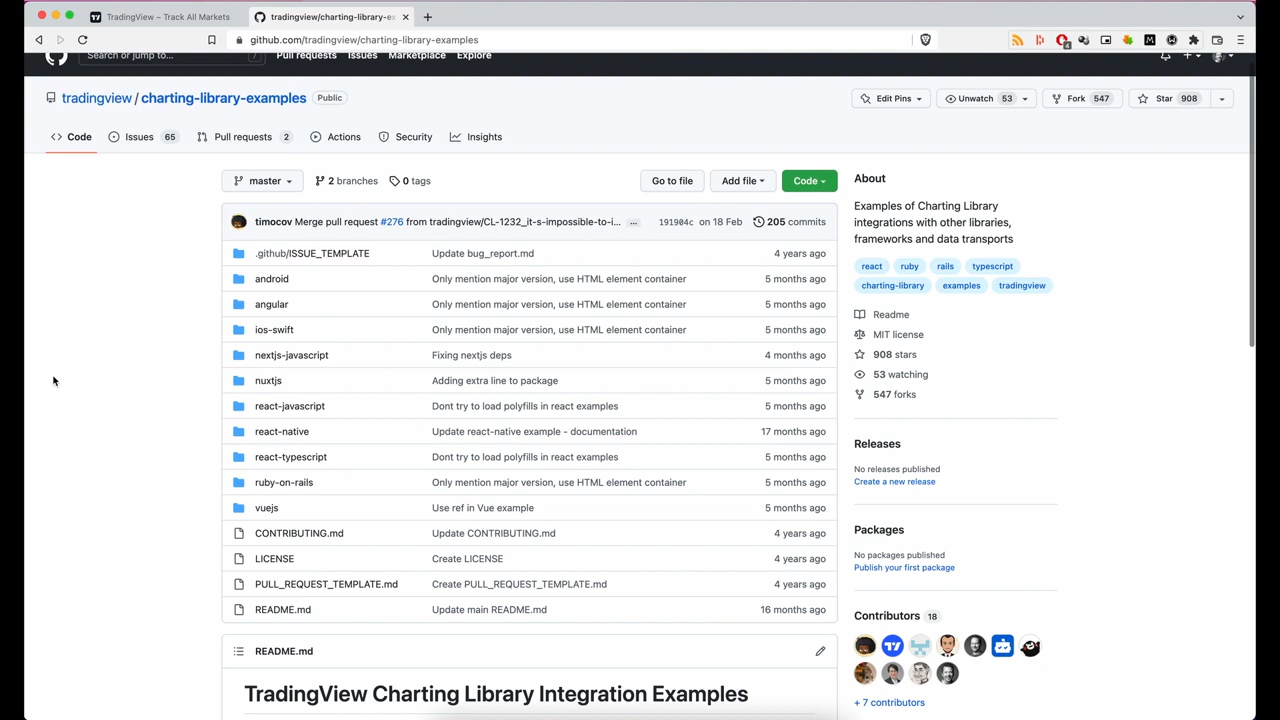 TradingView – Track All Markets
tradingview/charting-library-ex
github.com/tradingview/charting-library-examples
4
Search or jump to...
/
Pull requests
Issues
Marketplace
Explore
tradingview / charting-library-examples
Public
Edit Pins
Unwatch 53
Fork 547
Star 908
Code
Issues 65
Pull requests 2
Actions
Security
Insights
master
2 branches
0 tags
Go to file
Add file
Code
About
Examples of Charting Library
integrations with other libraries,
frameworks and data transports
timocov Merge pull request #276 from tradingview/CL-1232_it-s-impossible-to-i... ... 191904c on 18 Feb 205 commits
.github/ISSUE_TEMPLATE Update bug_report.md 4 years ago
android Only mention major version, use HTML element container 5 months ago
angular Only mention major version, use HTML element container 5 months ago
ios-swift Only mention major version, use HTML element container 5 months ago
nextjs-javascript Fixing nextjs deps 4 months ago
nuxtjs Adding extra line to package 5 months ago
react-javascript Dont try to load polyfills in react examples 5 months ago
react-native Update react-native example - documentation 17 months ago
react-typescript Dont try to load polyfills in react examples 5 months ago
ruby-on-rails Only mention major version, use HTML element container 5 months ago
vuejs Use ref in Vue example 5 months ago
CONTRIBUTING.md Update CONTRIBUTING.md 4 years ago
LICENSE Create LICENSE 4 years ago
PULL_REQUEST_TEMPLATE.md Create PULL_REQUEST_TEMPLATE.md 4 years ago
README.md Update main README.md 16 months ago
react ruby rails typescript
charting-library examples tradingview
Readme
MIT license
908 stars
53 watching
547 forks
Releases
No releases published
Create a new release
Packages
No packages published
Publish your first package
Contributors 18
+ 7 contributors
README.md
TradingView Charting Library Integration Examples